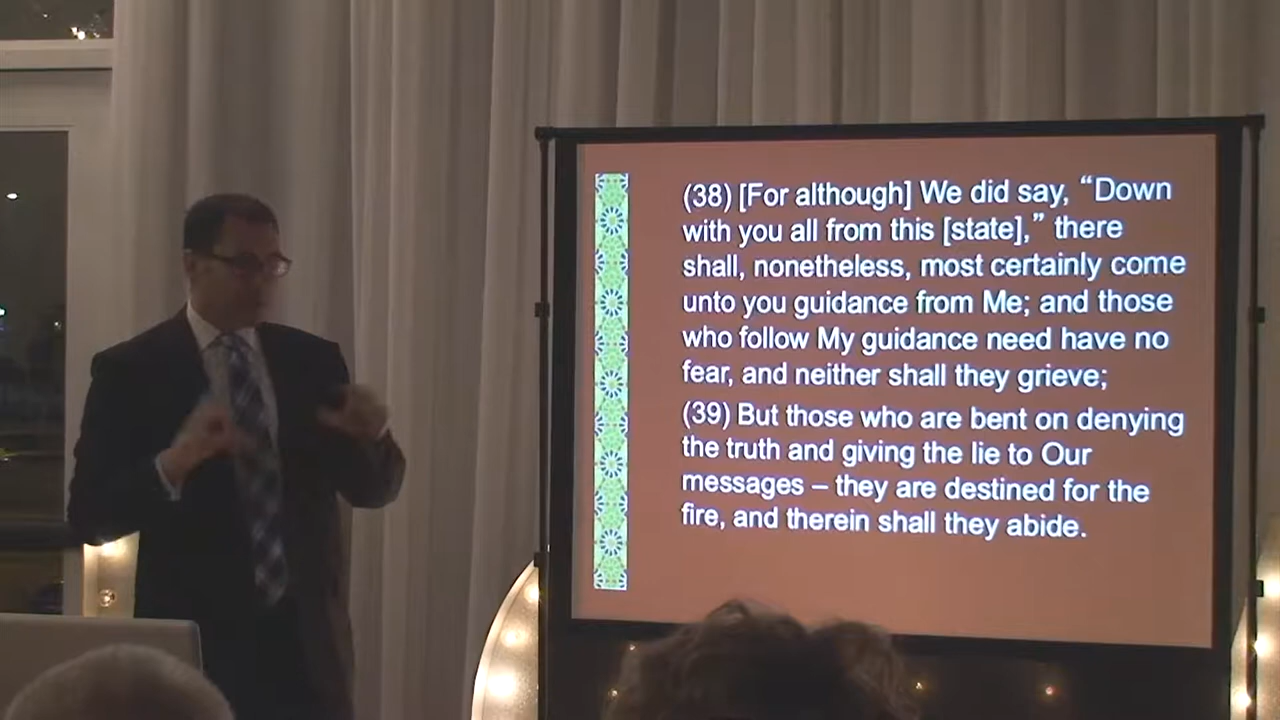 (38) [For although] We did say, “Down
with you all from this [state],” there
shall, nonetheless, most certainly come
unto you guidance from Me; and those
who follow My guidance need have no
fear, and neither shall they grieve;
(39) But those who are bent on denying
the truth and giving the lie to Our
messages – they are destined for the
fire, and therein shall they abide.